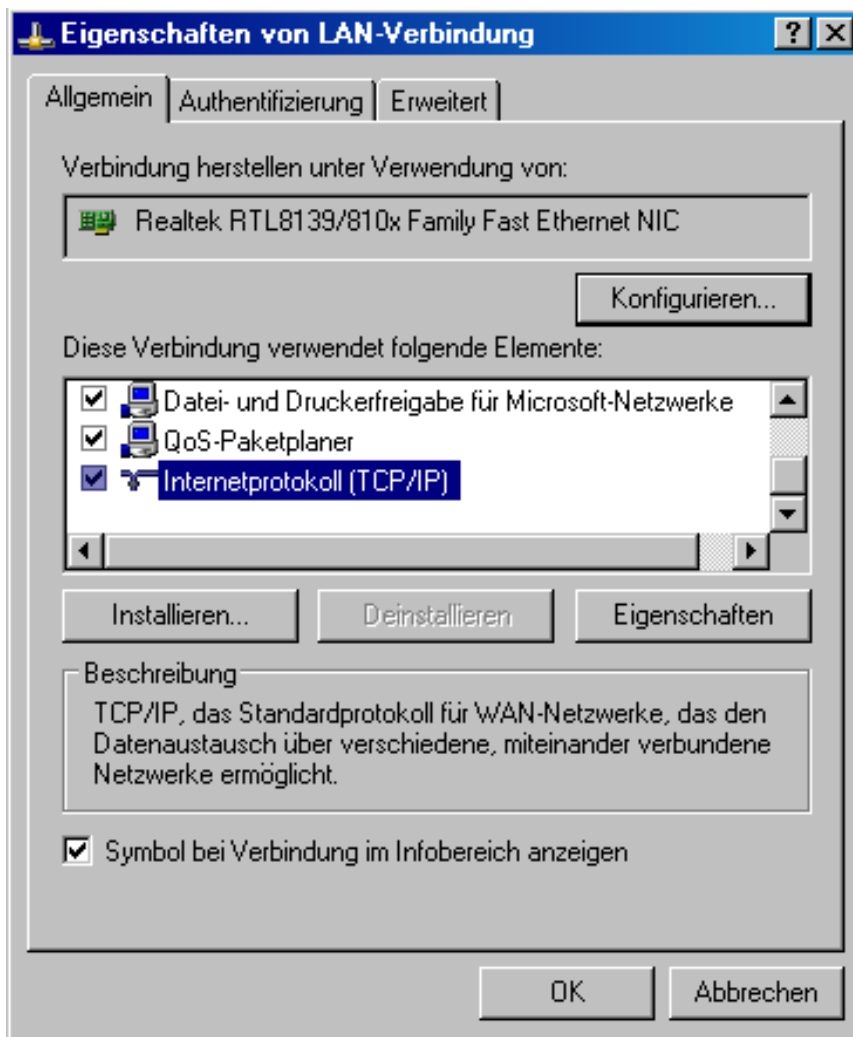 Eigenschaften von LAN-Verbindung
Allgemein Authentifizierung Erweitert
Verbindung herstellen unter Verwendung von:
Realtek RTL8139/810x Family Fast Ethernet NIC
Konfigurieren...
Diese Verbindung verwendet folgende Elemente:
Datei- und Druckerfreigabe für Microsoft-Netzwerke
QoS-Paketplaner
Internetprotokoll (TCP/IP)
Installieren... Deinstallieren Eigenschaften
Beschreibung
TCP/IP, das Standardprotokoll für WAN-Netzwerke, das den
Datenaustausch über verschiedene, miteinander verbundene
Netzwerke ermöglicht.
Symbol bei Verbindung im Infobereich anzeigen
OK Abbrechen